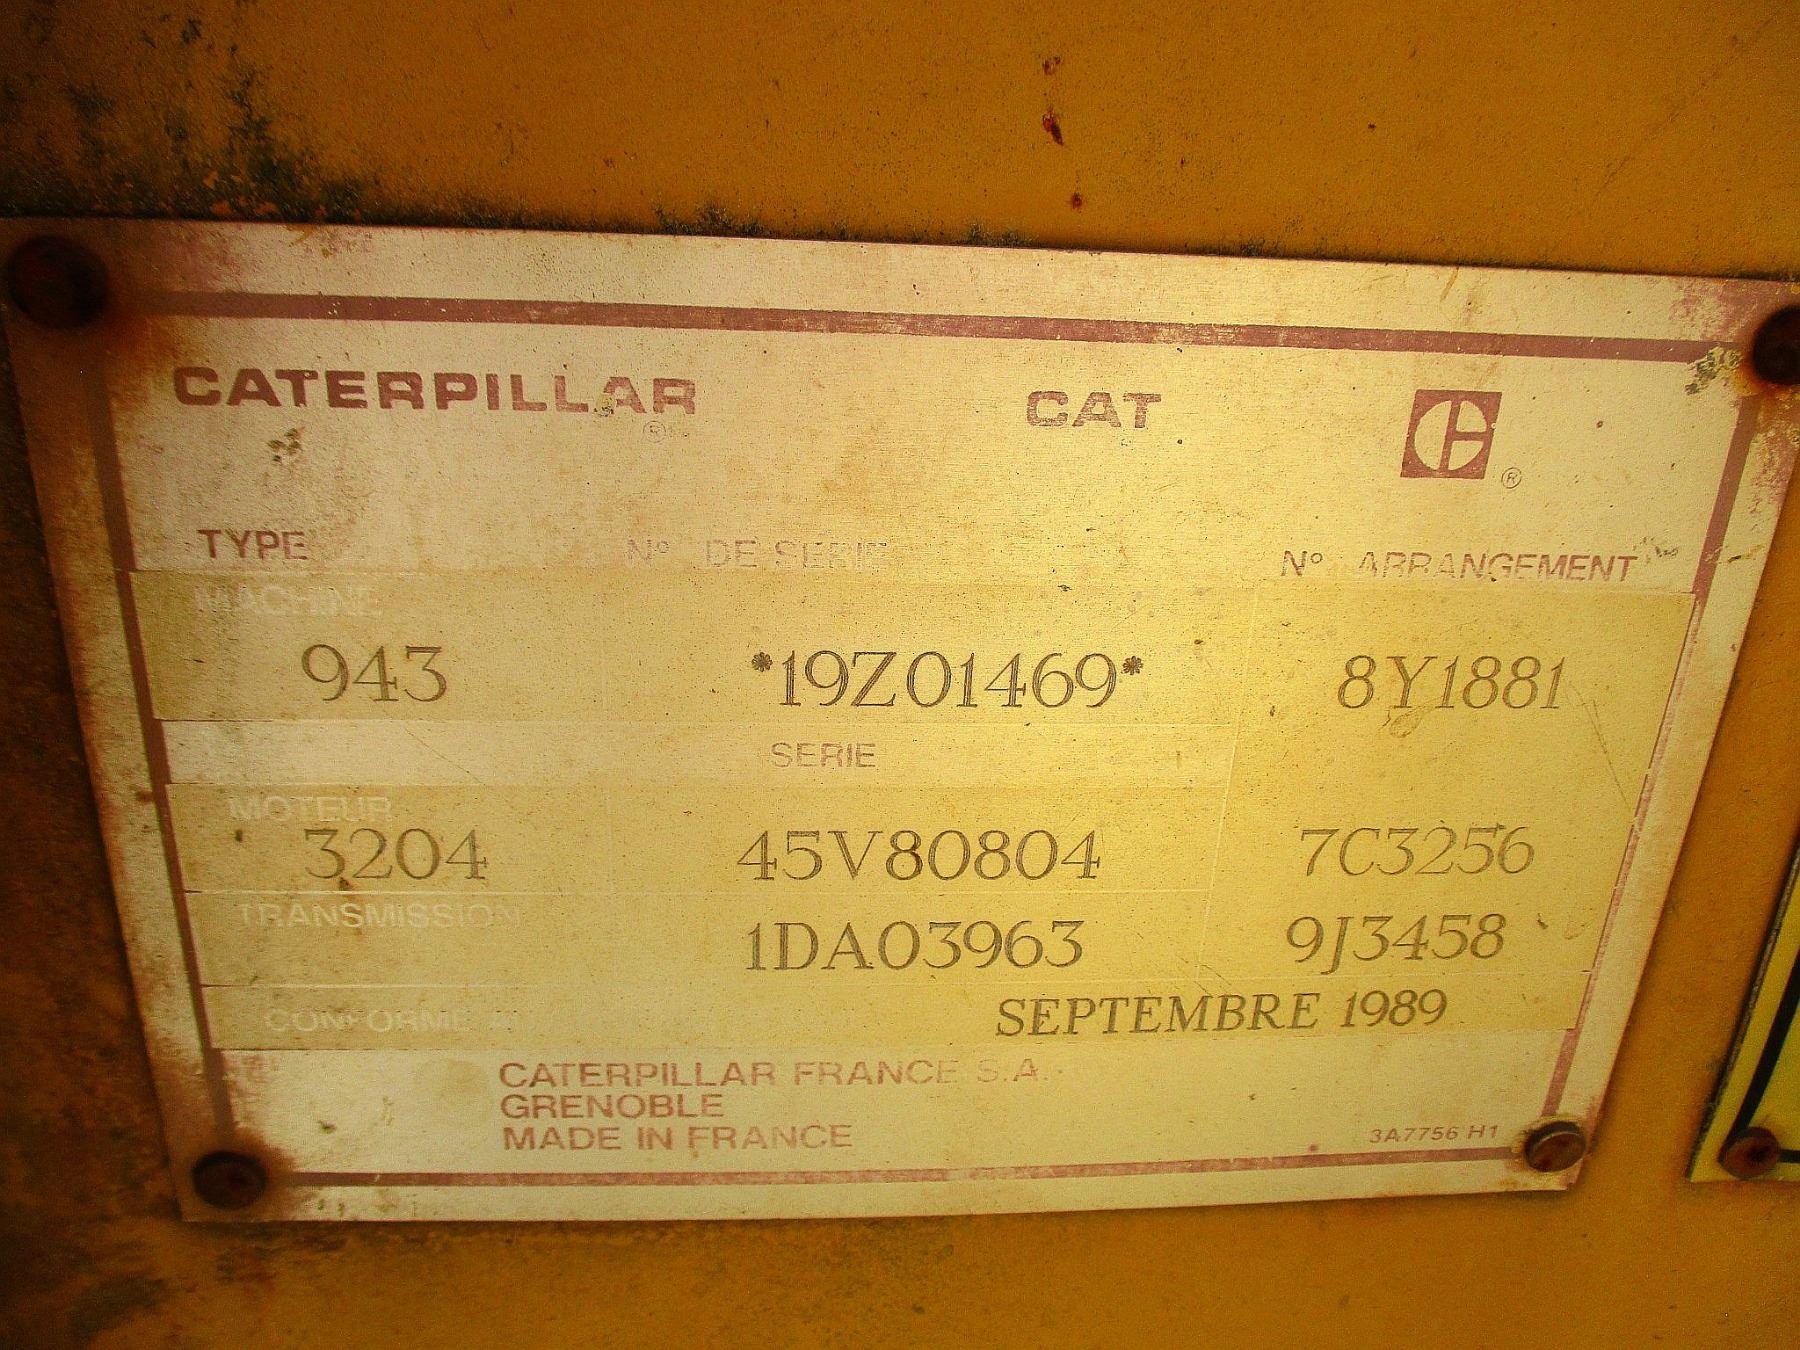 CATERPILLAR ® CAT ®
TYPE N° DE SERIE N° ARRANGEMENT
MACHINE
943 *19Z01469* 8Y1881
SERIE
MOTEUR
3204 45V80804 7C3256
TRANSMISSION
1DA03963 9J3458
CONFORME A SEPTEMBRE 1989
CATERPILLAR FRANCE S.A.
GRENOBLE
MADE IN FRANCE
3A7756 H1